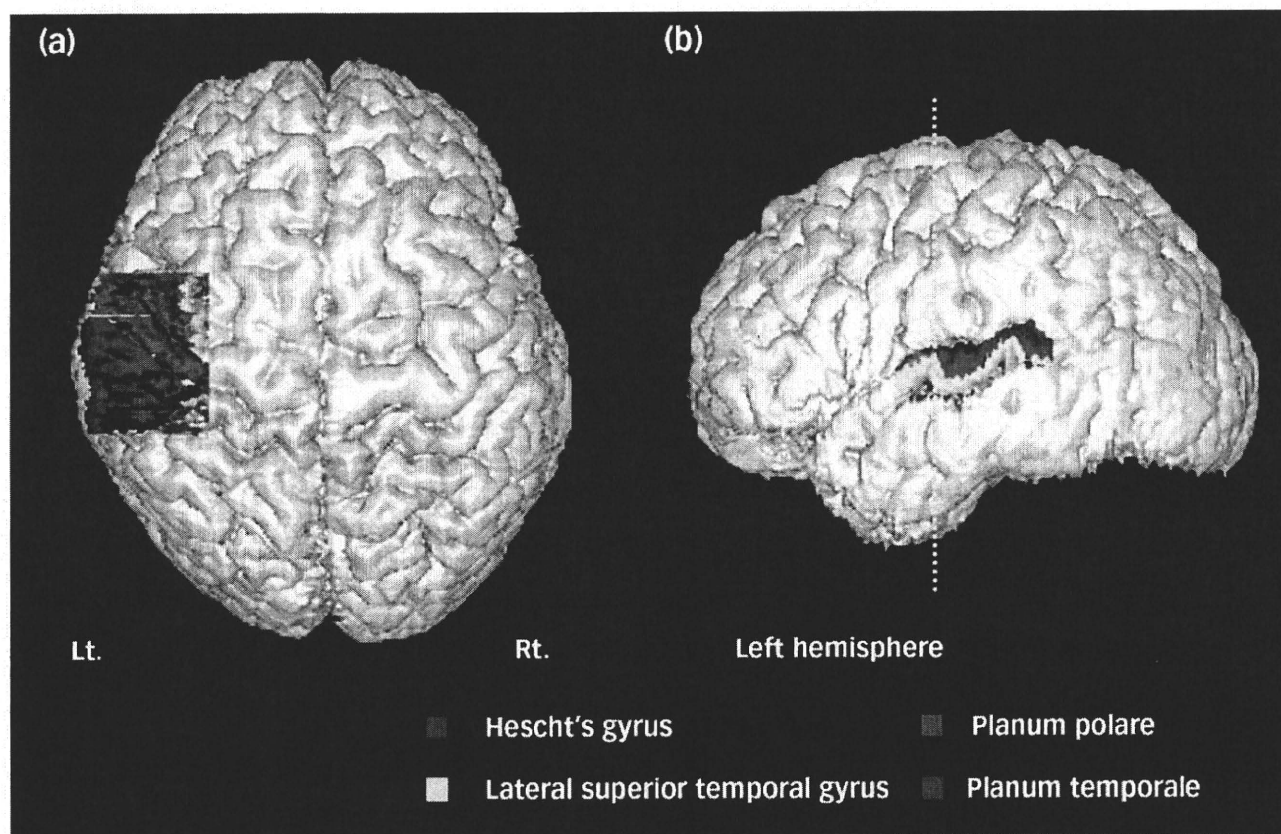 (a)
(b)
Lt.
Rt.
Left hemisphere
Hescht's gyrus
Planum polare
Lateral superior temporal gyrus
Planum temporale